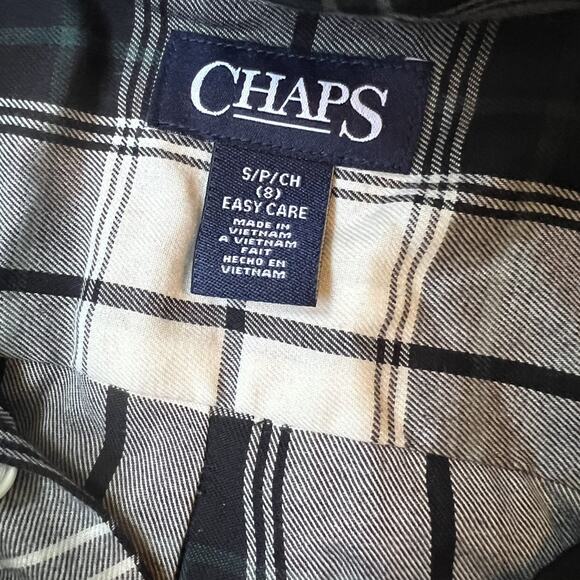 CHAPS
S/P/CH
(8)
EASY CARE
MADE IN
VIETNAM
A VIETNAM
FAIT
HECHO EN
VIETNAM